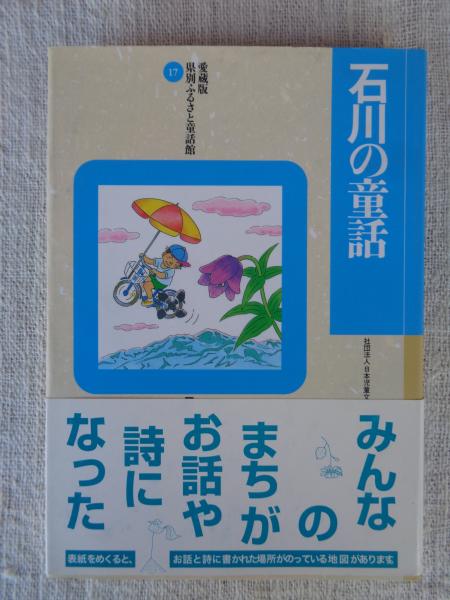 石川の童話
愛蔵版
県別ふるさと童話館
17
社団法人日本児童文
みんな
の
まちが
お話や
詩に
なった
表紙をめくると、お話と詩に書かれた場所がのっている地図があります。